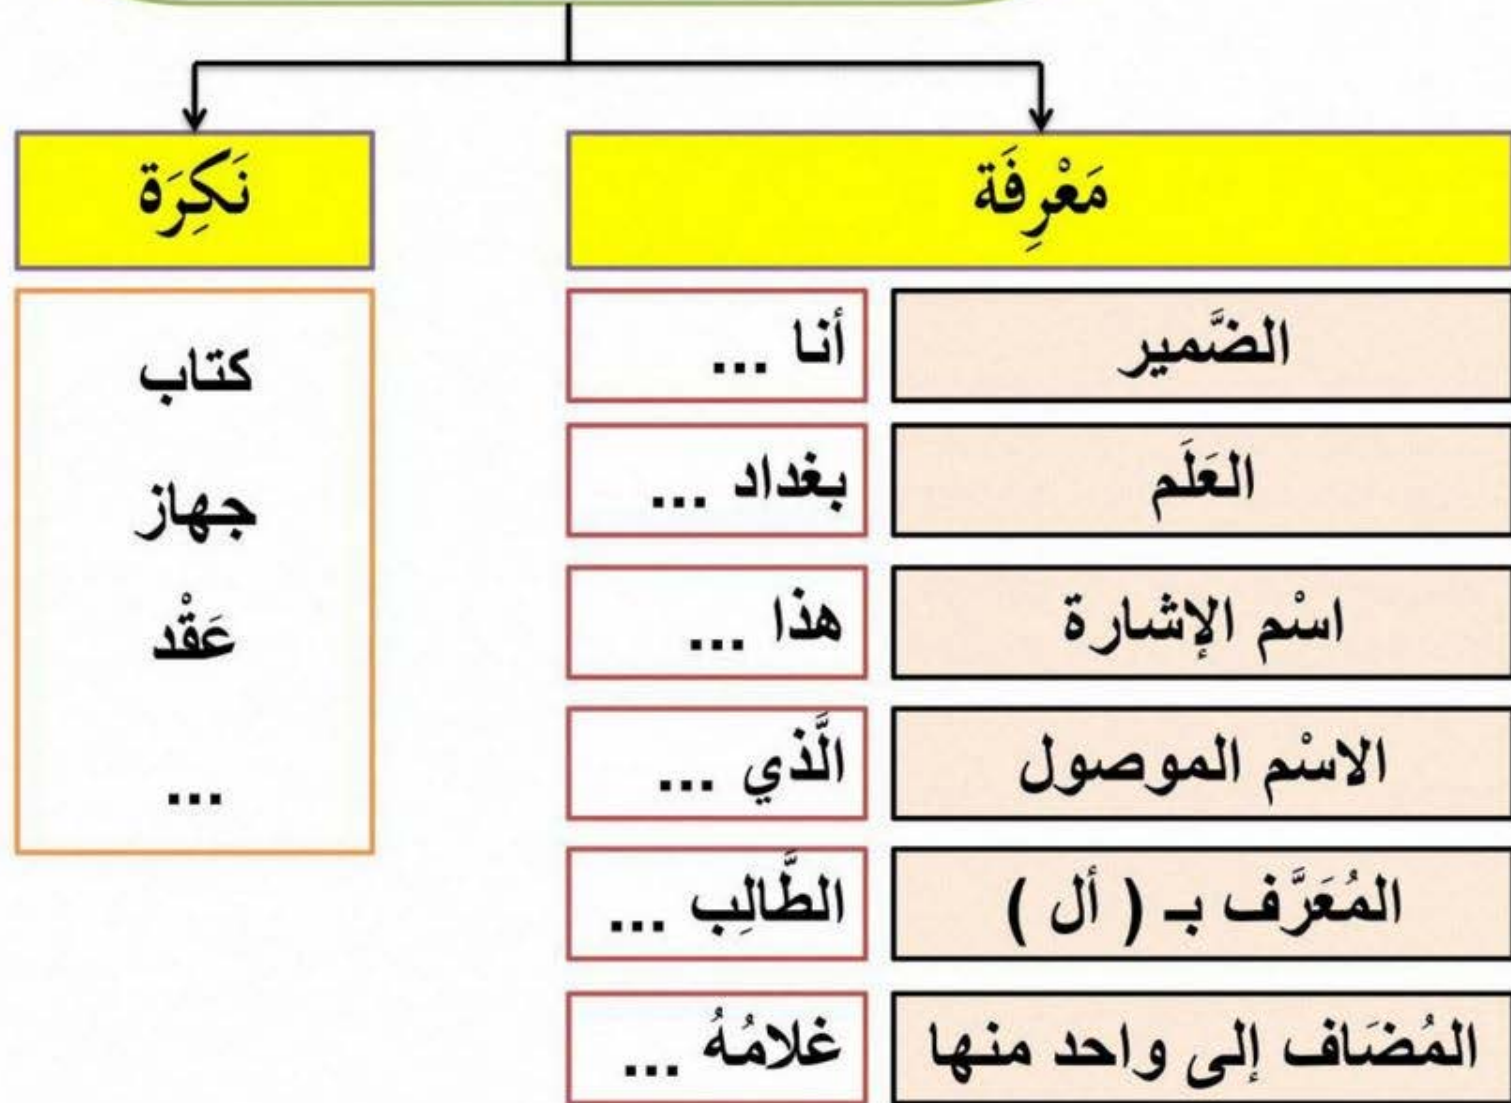 مَعْرِفَة
نَكِرَة
الضَّمير
أنا ...
العَلَم
بغداد ...
اسْم الإشارة
هذا ...
الاسْم الموصول
الَّذي ...
المُعَرَّف بـ ( أل )
الطَّالِب ...
المُضَاف إلى واحد منها
غلامُهُ ...
كتاب
جهاز
عَقْد
...